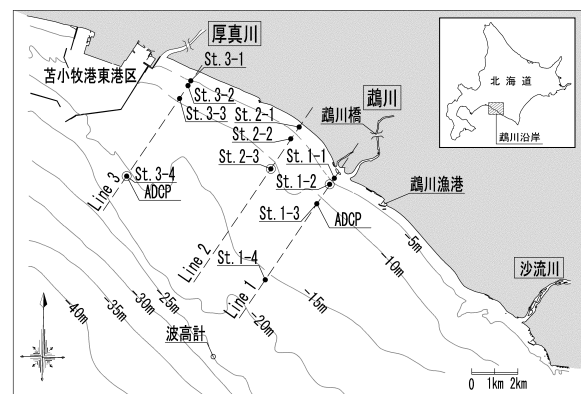 厚真川
St. 3-1
苫小牧港東港区
St. 3-2
St. 3-3
St. 2-1
St. 2-2
鵡川
鵡川橋
北海道
鵡川沿岸
St. 2-3
St. 1-1
St. 1-2
St. 1-3
ADCP
鵡川漁港
St. 3-4
ADCP
Line 3
Line 2
St. 1-4
Line 1
-5m
-10m
-15m
-20m
-25m
-30m
-35m
-40m
沙流川
波高計
0 1km 2km